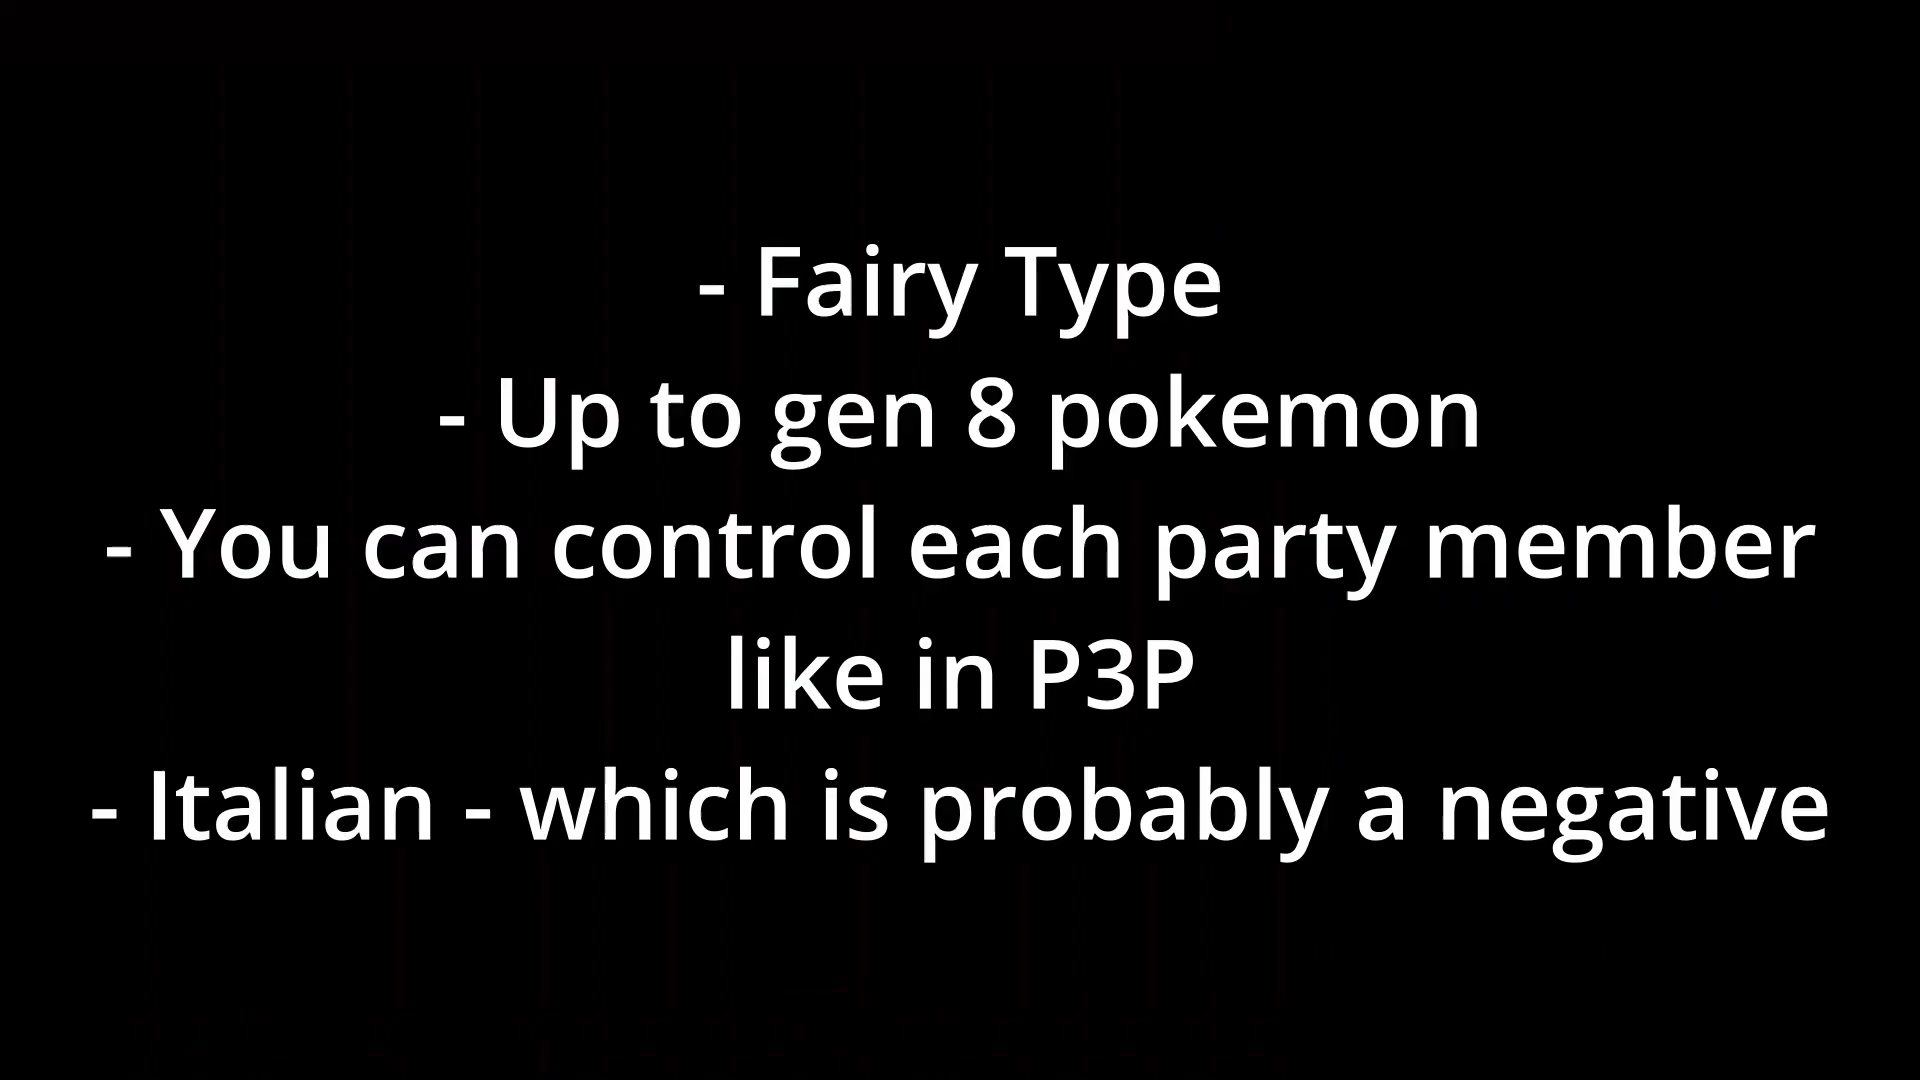 - Fairy Type
- Up to gen 8 pokemon
- You can control each party member
like in P3P
- Italian - which is probably a negative